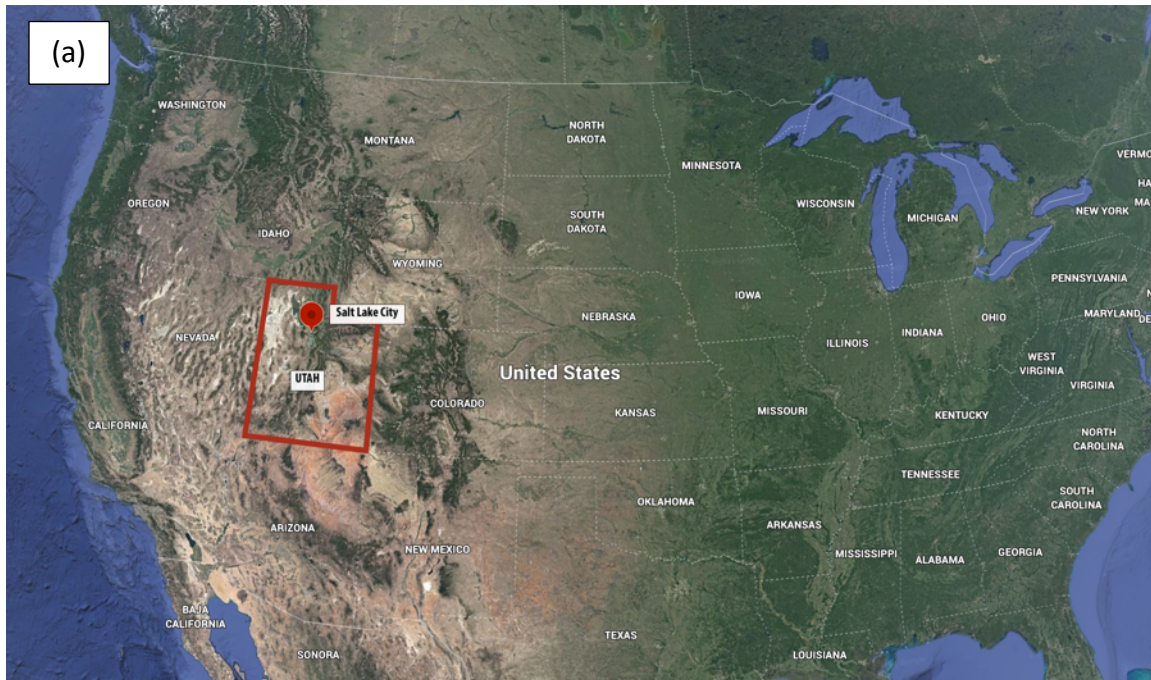 (a)
WASHINGTON
MONTANA
NORTH
DAKOTA
MINNESOTA
VERMO
OREGON
IDAHO
SOUTH
DAKOTA
WISCONSIN
MICHIGAN
NEW YORK
HA
MA
WYOMING
PENNSYLVANIA
Salt Lake City
NEVADA
NEBRASKA
IOWA
ILLINOIS
INDIANA
OHIO
MARYLAND
N
DE
UTAH
United States
WEST
VIRGINIA
VIRGINIA
CALIFORNIA
COLORADO
KANSAS
MISSOURI
KENTUCKY
NORTH
CAROLINA
TENNESSEE
OKLAHOMA
SOUTH
CAROLINA
ARIZONA
NEW MEXICO
ARKANSAS
MISSISSIPPI
ALABAMA
GEORGIA
BAJA
CALIFORNIA
SONORA
TEXAS
LOUISIANA